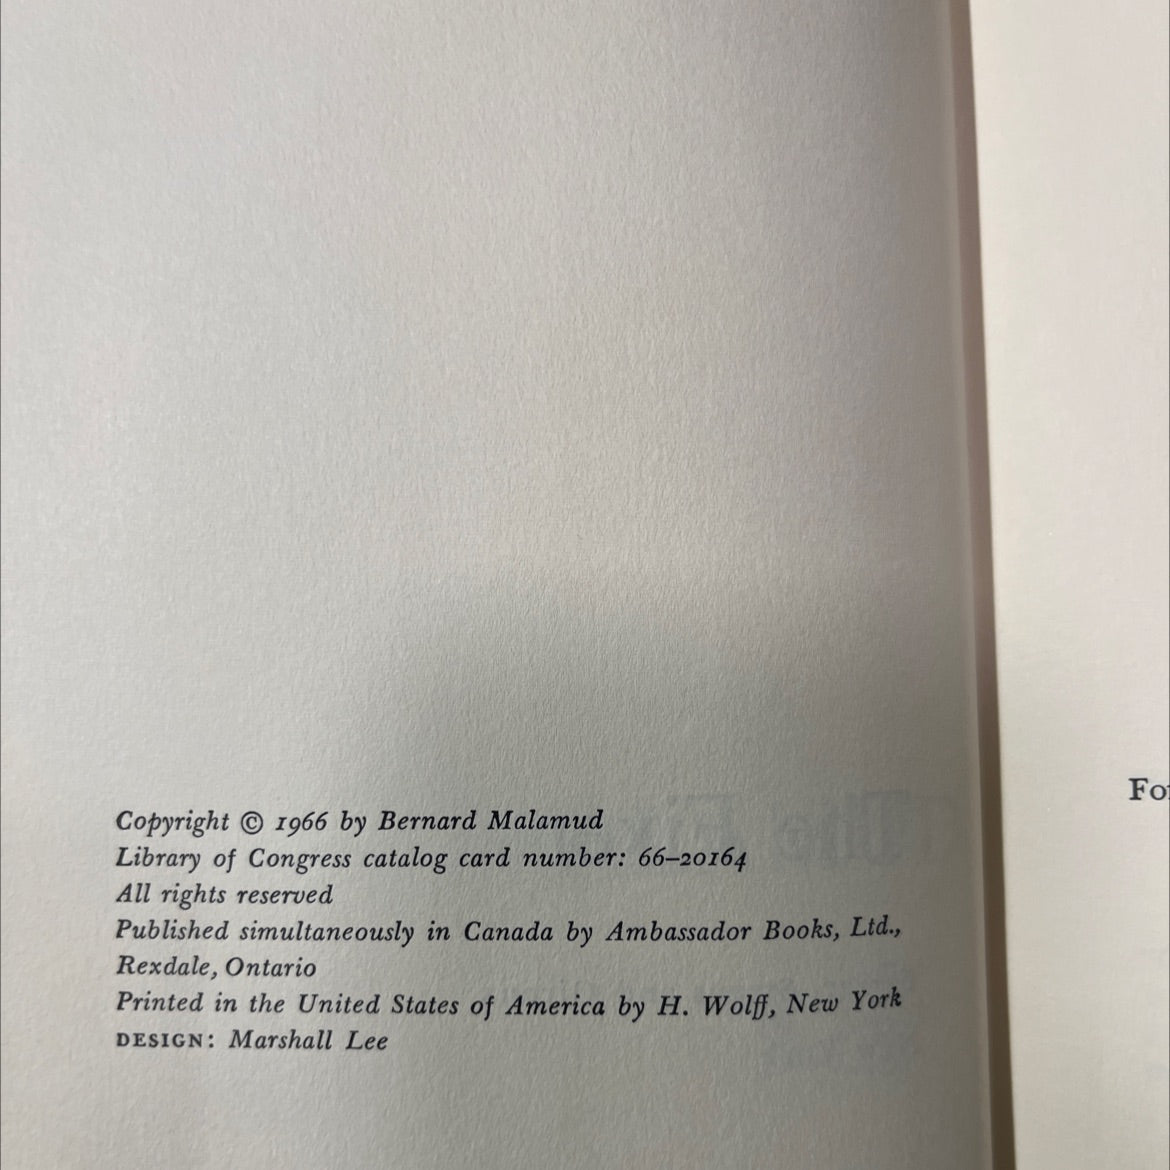 Copyright © 1966 by Bernard Malamud
Library of Congress catalog card number: 66–20164
All rights reserved
Published simultaneously in Canada by Ambassador Books, Ltd.,
Rexdale, Ontario
Printed in the United States of America by H. Wolff, New York
DESIGN: Marshall Lee